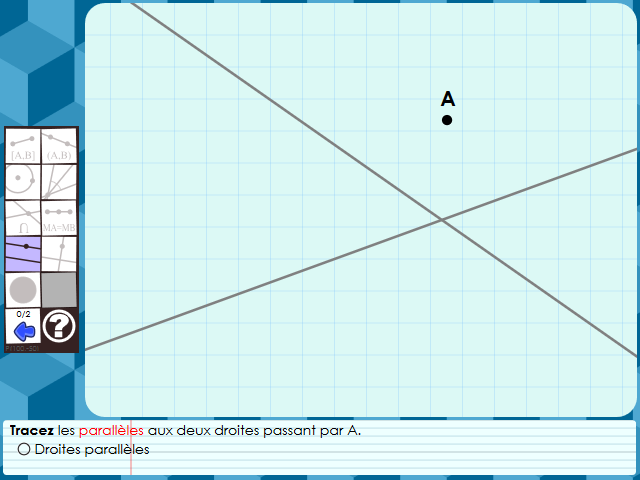 A
[A,B] (A,B)
∩ MA=MB
0/2
?
Tracez les parallèles aux deux droites passant par A.
Droites parallèles